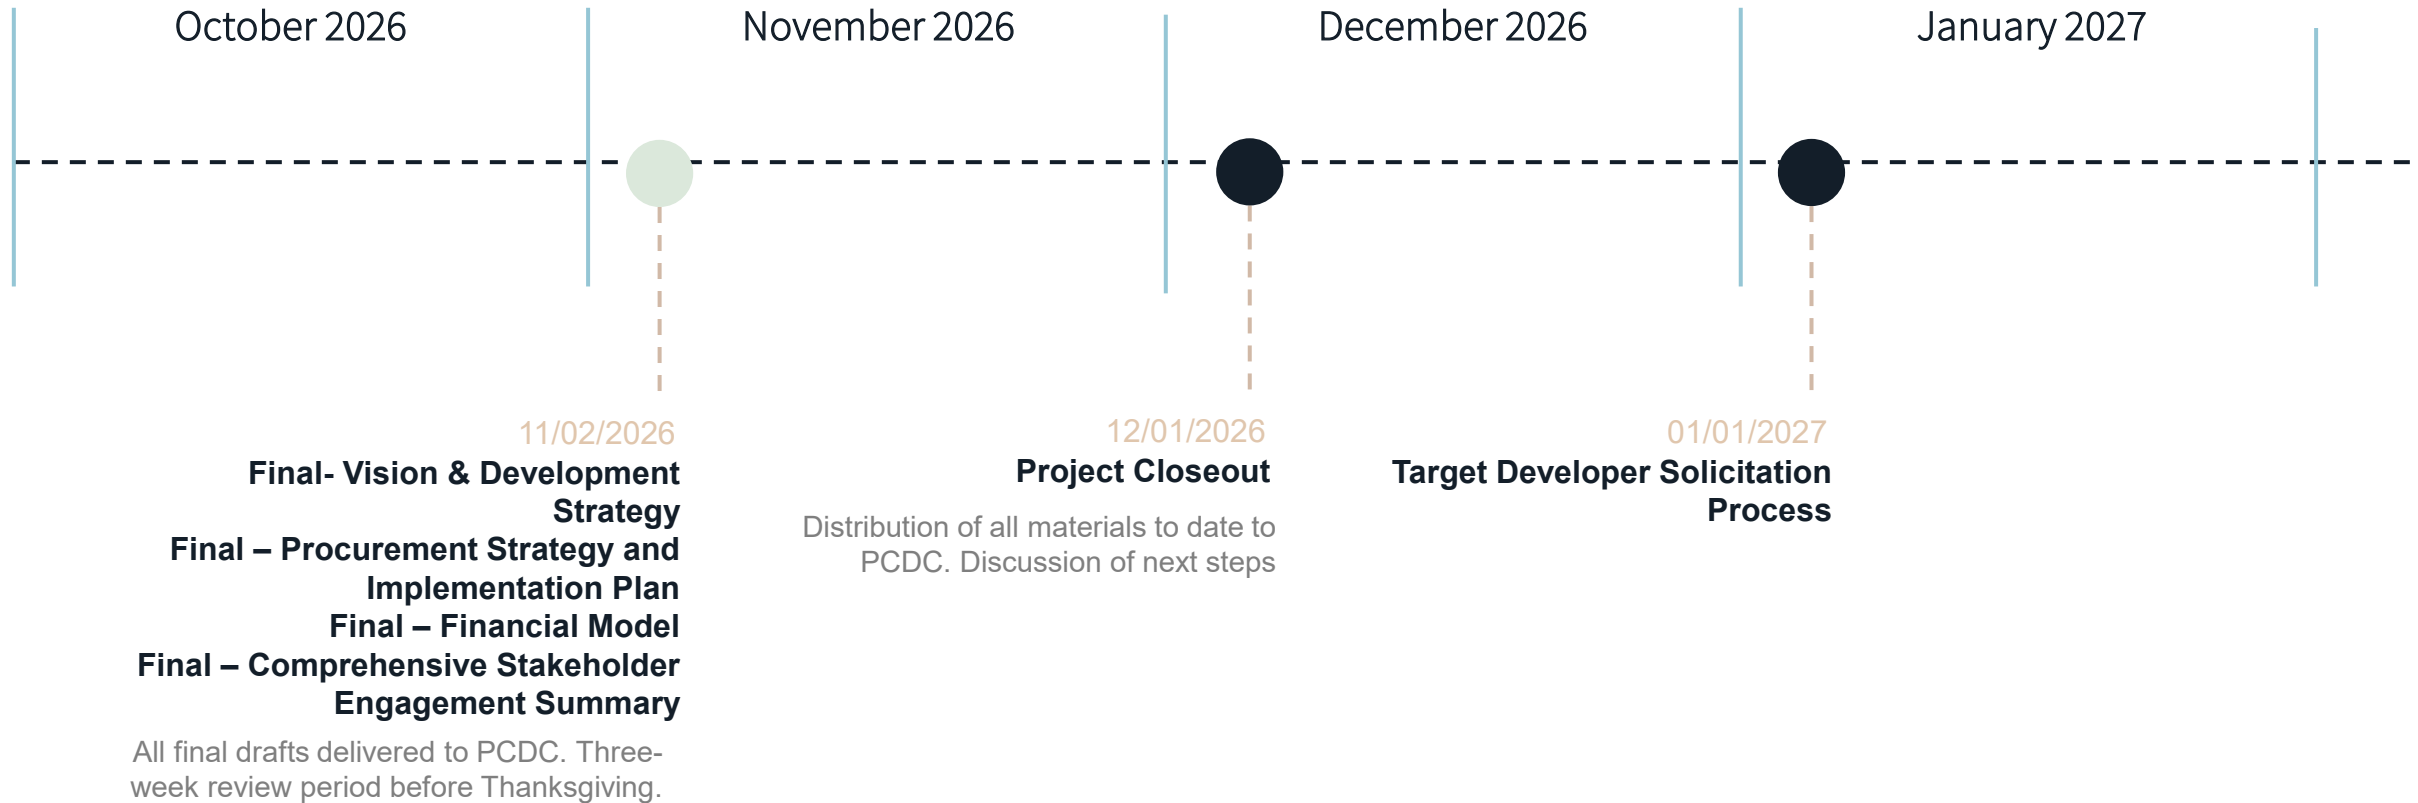 October 2026
November 2026
December 2026
January 2027
11/02/2026
Final- Vision & Development
Strategy
Final – Procurement Strategy and
Implementation Plan
Final – Financial Model
Final – Comprehensive Stakeholder
Engagement Summary
All final drafts delivered to PCDC. Three-
week review period before Thanksgiving.
12/01/2026
Project Closeout
Distribution of all materials to date to
PCDC. Discussion of next steps
01/01/2027
Target Developer Solicitation
Process